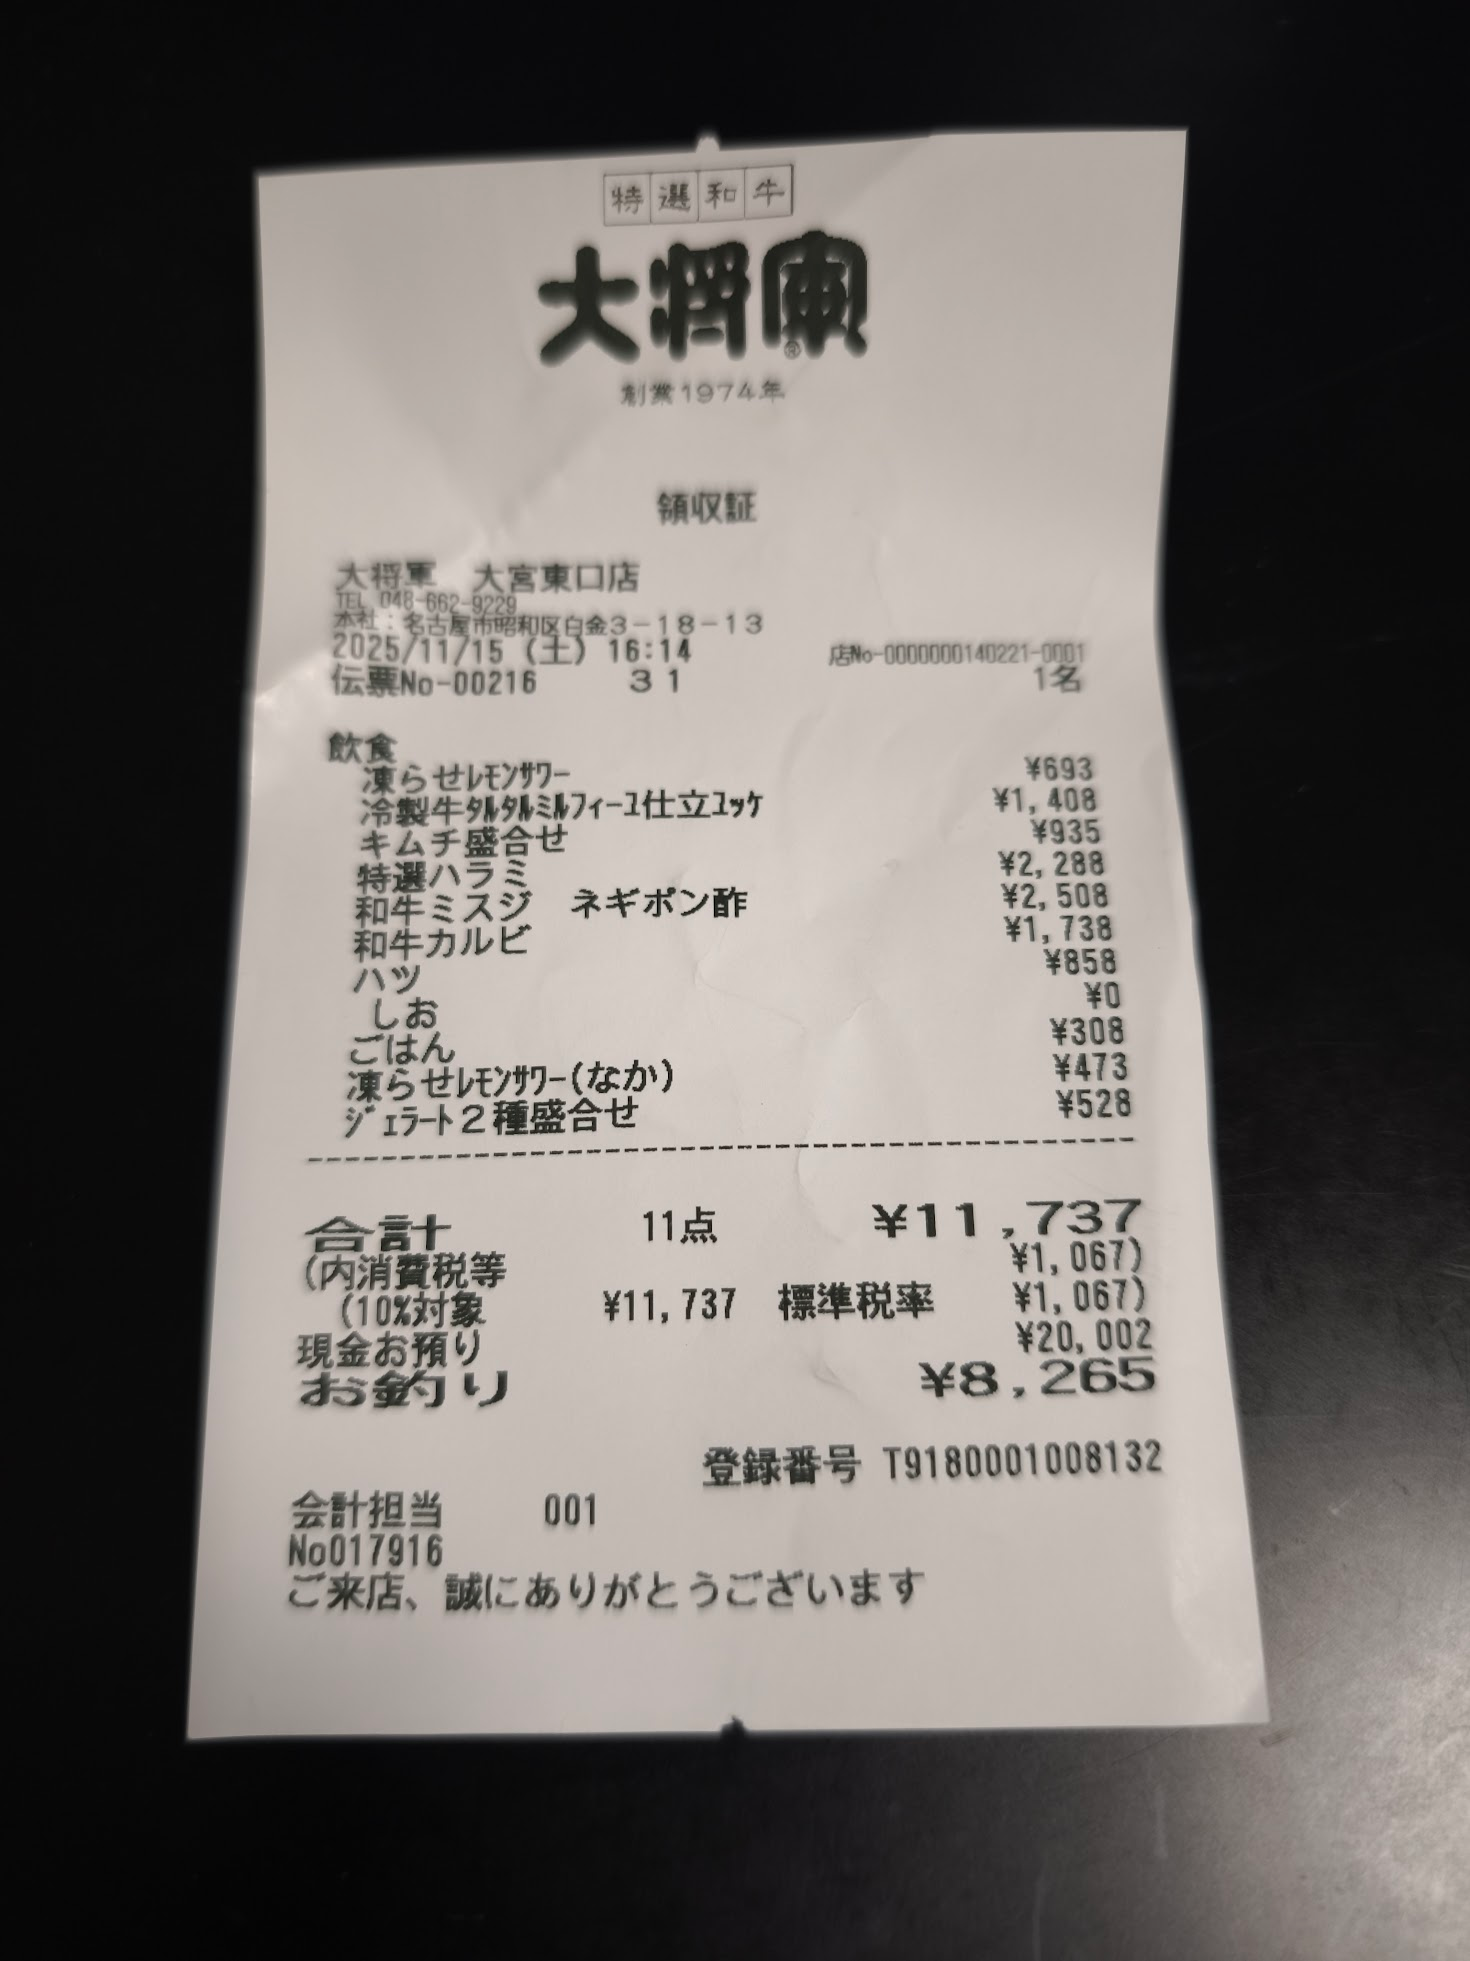 特選和牛
大将軍®
創業1974年
領収証
大将軍　大宮東口店
TEL 048-662-9229
本社：名古屋市昭和区白金3-18-13
2025/11/15 (土) 16:14 店No-0000000140221-0001
伝票No-00216 31 1名
飲食
凍らせﾚﾓﾝｻﾜｰ ¥693
冷製牛ﾀﾙﾀﾙﾐﾙﾌｨｰﾕ仕立ﾕｯｹ ¥1,408
キムチ盛合せ ¥935
特選ハラミ ¥2,288
和牛ミスジ　ネギポン酢 ¥2,508
和牛カルビ ¥1,738
ハツ ¥858
しお ¥0
ごはん ¥308
凍らせﾚﾓﾝｻﾜｰ(なか) ¥473
ｼﾞｪﾗｰﾄ2種盛合せ ¥528
合計 11点 ¥11,737
(内消費税等 ¥1,067)
(10%対象 ¥11,737 標準税率 ¥1,067)
現金お預り ¥20,002
お釣り ¥8,265
登録番号 T9180001008132
会計担当 001
No017916
ご来店、誠にありがとうございます